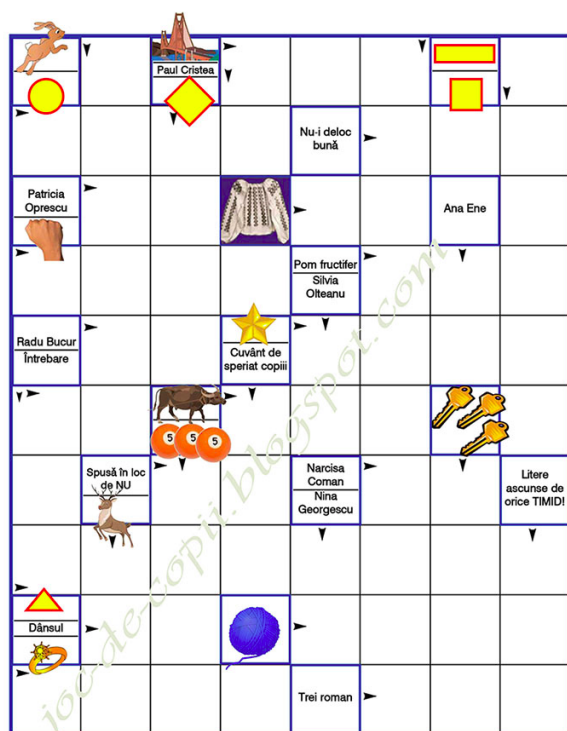 Paul Cristea
Nu-i deloc
bună
Patricia
Oprescu
Ana Ene
Pom fructifer
Silvia
Olteanu
Radu Bucur
Întrebare
Cuvânt de
speriat copiii
5 5 5
Spusă în loc
de NU
Narcisa
Coman
Nina
Georgescu
Litere
ascunse de
orice TIMID!
Dânsul
Trei roman
joc-de-copii.blogspot.com